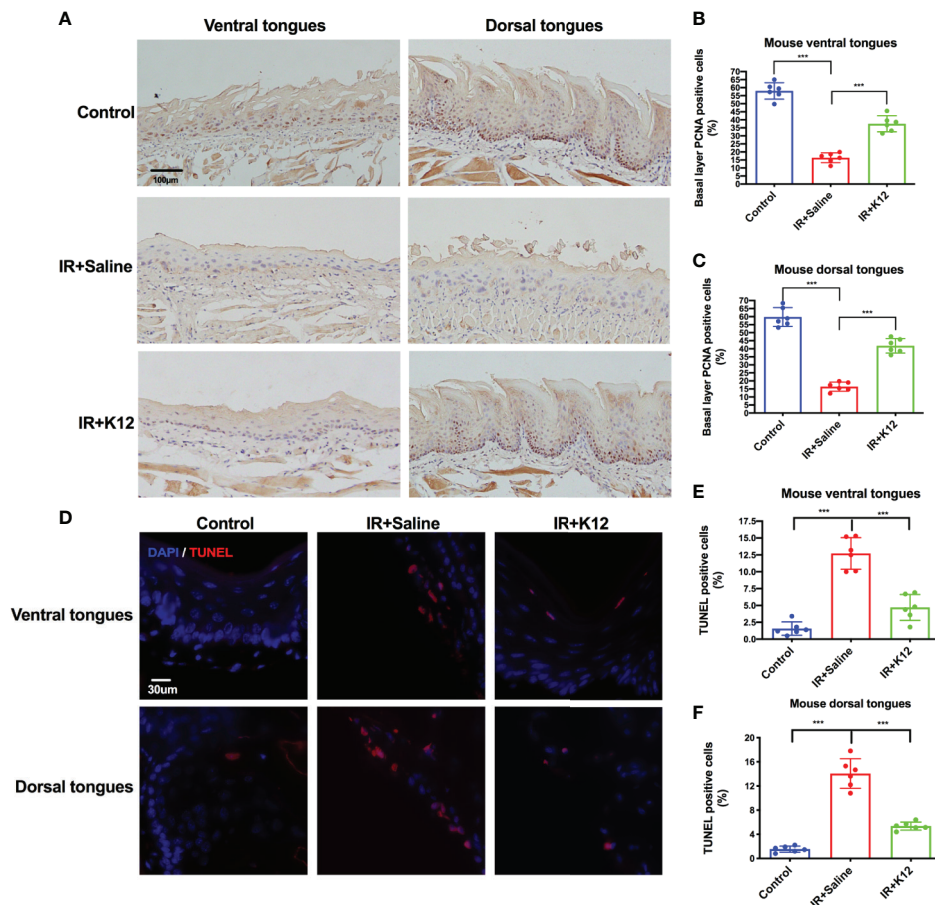 A
Ventral tongues
Dorsal tongues
Control
100μm
IR+Saline
IR+K12
B
Mouse ventral tongues
***
***
Basal layer PCNA positive cells
(%)
70
65
60
55
50
45
40
35
30
25
20
15
10
5
0
Control
IR+Saline
IR+K12
C
Mouse dorsal tongues
***
***
Basal layer PCNA positive cells
(%)
70
65
60
55
50
45
40
35
30
25
20
15
10
5
0
Control
IR+Saline
IR+K12
D
Control
IR+Saline
IR+K12
DAPI / TUNEL
Ventral tongues
30um
Dorsal tongues
E
Mouse ventral tongues
***
***
TUNEL positive cells
(%)
17.5
15.0
12.5
10.0
7.5
5.0
2.5
0.0
Control
IR+Saline
IR+K12
F
Mouse dorsal tongues
***
***
TUNEL positive cells
(%)
20
16
12
8
4
0
Control
IR+Saline
IR+K12